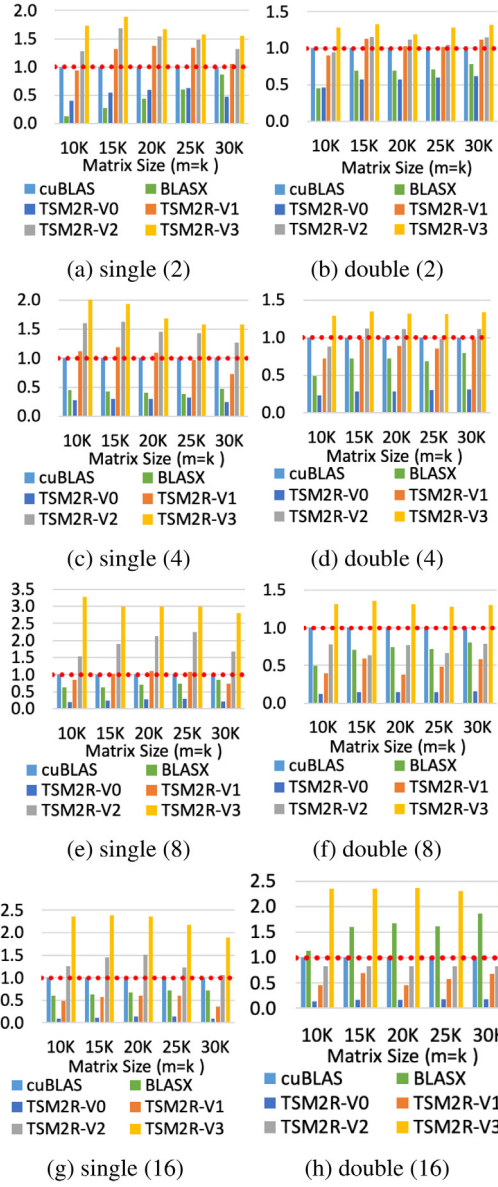 2.0
1.5
1.0
0.5
0.0
10K 15K 20K 25K 30K
Matrix Size (m=k )
cuBLAS BLASX
TSM2R-V0 TSM2R-V1
TSM2R-V2 TSM2R-V3
(a) single (2)
1.5
1.0
0.5
0.0
10K 15K 20K 25K 30K
Matrix Size (m=k)
cuBLAS BLASX
TSM2R-V0 TSM2R-V1
TSM2R-V2 TSM2R-V3
(b) double (2)
2.0
1.5
1.0
0.5
0.0
10K 15K 20K 25K 30K
Matrix Size (m=k)
cuBLAS BLASX
TSM2R-V0 TSM2R-V1
TSM2R-V2 TSM2R-V3
(c) single (4)
1.5
1.0
0.5
0.0
10K 15K 20K 25K 30K
Matrix Size (m=k)
cuBLAS BLASX
TSM2R-V0 TSM2R-V1
TSM2R-V2 TSM2R-V3
(d) double (4)
3.5
3.0
2.5
2.0
1.5
1.0
0.5
0.0
10K 15K 20K 25K 30K
Matrix Size (m=k)
cuBLAS BLASX
TSM2R-V0 TSM2R-V1
TSM2R-V2 TSM2R-V3
(e) single (8)
1.5
1.0
0.5
0.0
10K 15K 20K 25K 30K
Matrix Size (m=k)
cuBLAS BLASX
TSM2R-V0 TSM2R-V1
TSM2R-V2 TSM2R-V3
(f) double (8)
2.5
2.0
1.5
1.0
0.5
0.0
10K 15K 20K 25K 30K
Matrix Size (m=k)
cuBLAS BLASX
TSM2R-V0 TSM2R-V1
TSM2R-V2 TSM2R-V3
(g) single (16)
2.5
2.0
1.5
1.0
0.5
0.0
10K 15K 20K 25K 30K
Matrix Size (m=k)
cuBLAS BLASX
TSM2R-V0 TSM2R-V1
TSM2R-V2 TSM2R-V3
(h) double (16)